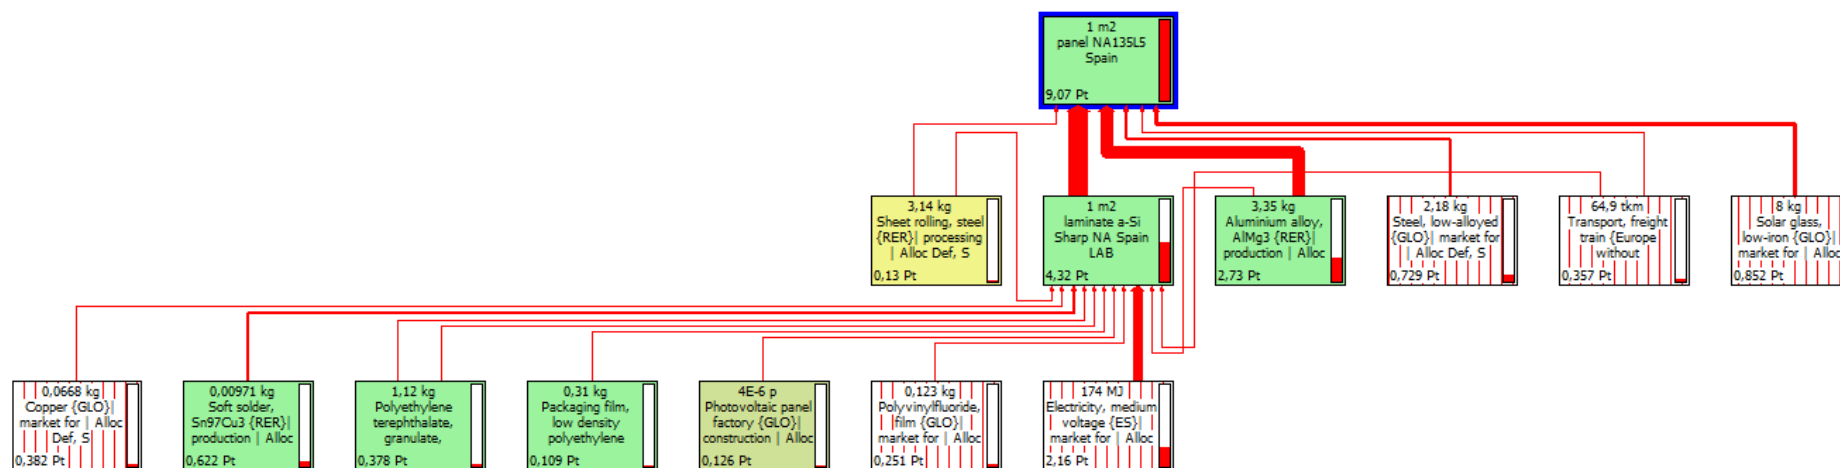 1 m2
panel NA135L5
Spain
9,07 Pt
3,14 kg
Sheet rolling, steel
{RER}| processing
| Alloc Def, S
0,13 Pt
1 m2
laminate a-Si
Sharp NA Spain
LAB
4,32 Pt
3,35 kg
Aluminium alloy,
AlMg3 {RER}|
production | Alloc
2,73 Pt
2,18 kg
Steel, low-alloyed
{GLO}| market for
| Alloc Def, S
0,729 Pt
64,9 tkm
Transport, freight
train {Europe
without
0,357 Pt
8 kg
Solar glass,
low-iron {GLO}|
market for | Alloc
0,852 Pt
0,0668 kg
Copper {GLO}|
market for | Alloc
Def, S
0,382 Pt
0,00971 kg
Soft solder,
Sn97Cu3 {RER}|
production | Alloc
0,622 Pt
1,12 kg
Polyethylene
terephthalate,
granulate,
0,378 Pt
0,31 kg
Packaging film,
low density
polyethylene
0,109 Pt
4E-6 p
Photovoltaic panel
factory {GLO}|
construction | Alloc
0,126 Pt
0,123 kg
Polyvinylfluoride,
film {GLO}|
market for | Alloc
0,251 Pt
174 MJ
Electricity, medium
voltage {ES}|
market for | Alloc
2,16 Pt